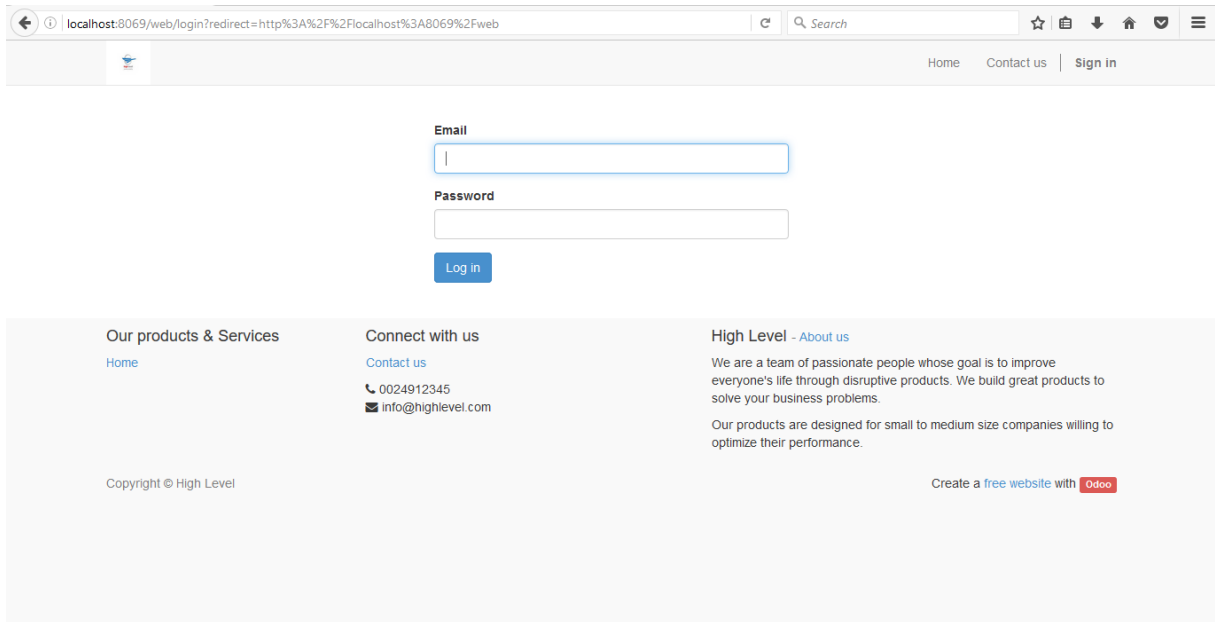 localhost:8069/web/login?redirect=http%3A%2F%2Flocalhost%3A8069%2Fweb
Search
Home Contact us Sign in
Email
Password
Log in
Our products & Services
Home
Connect with us
Contact us
0024912345
info@highlevel.com
High Level - About us
We are a team of passionate people whose goal is to improve
everyone's life through disruptive products. We build great products to
solve your business problems.
Our products are designed for small to medium size companies willing to
optimize their performance.
Copyright © High Level
Create a free website with Odoo